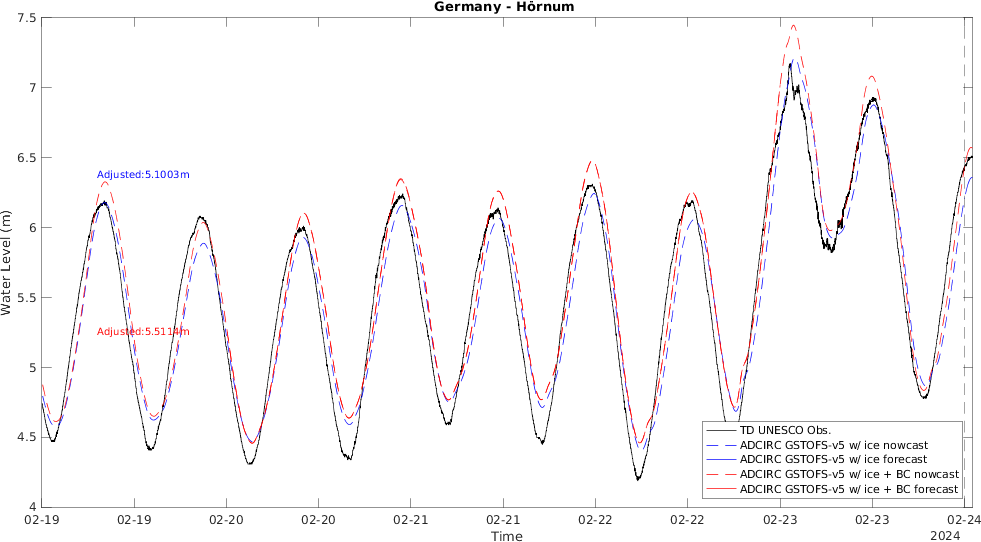 Germany - Hörnum
7.5
7
6.5
6
5.5
5
4.5
4
Water Level (m)
Adjusted:5.1003m
Adjusted:5.5114m
TD UNESCO Obs.
ADCIRC GSTOFS-v5 w/ ice nowcast
ADCIRC GSTOFS-v5 w/ ice forecast
ADCIRC GSTOFS-v5 w/ ice + BC nowcast
ADCIRC GSTOFS-v5 w/ ice + BC forecast
02-19 02-19 02-20 02-20 02-21 02-21 02-22 02-22 02-23 02-23 02-24
Time
2024